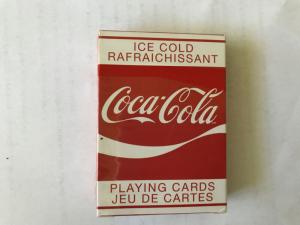 ICE COLD
RAFRAICHISSANT
Coca-Cola
PLAYING CARDS
JEU DE CARTES